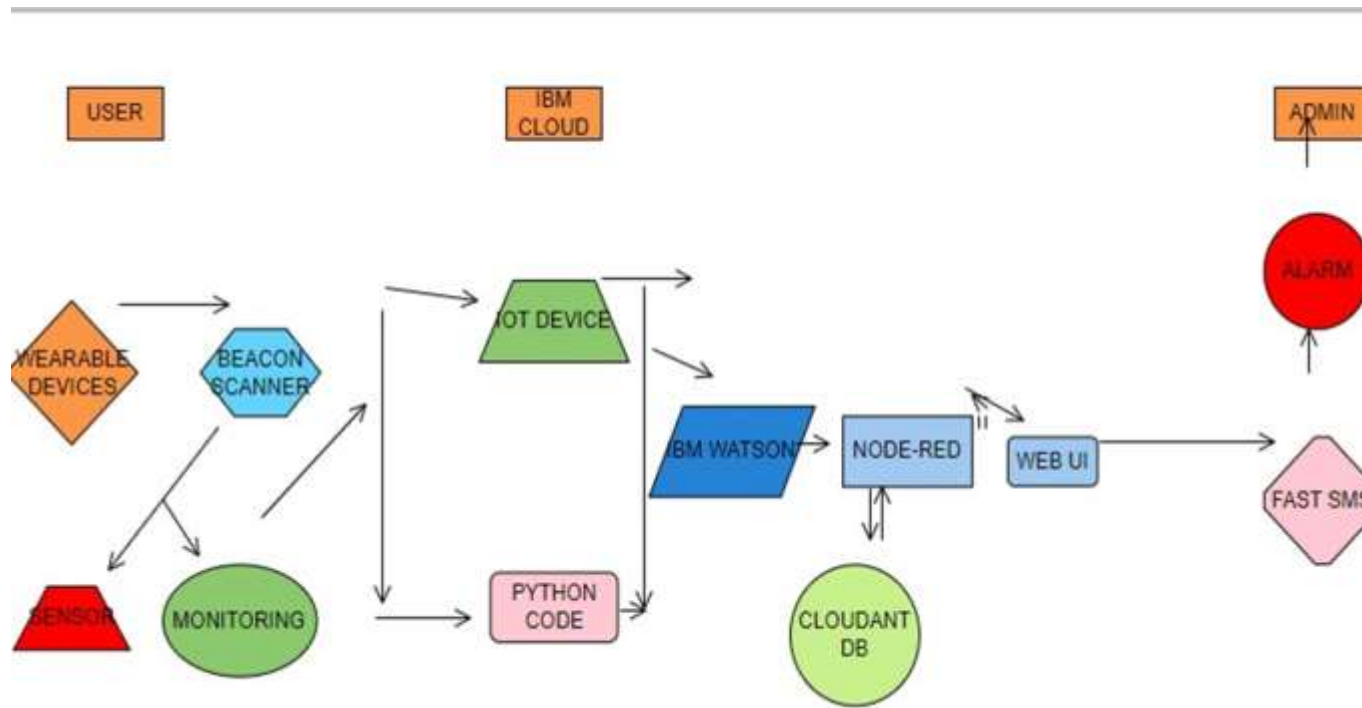 USER
IBM
CLOUD
ADMIN
ALARM
IOT DEVICE
WEARABLE
DEVICES
BEACON
SCANNER
IBM WATSON
NODE-RED
WEB UI
FAST SMS
SENSOR
MONITORING
PYTHON
CODE
CLOUDANT
DB